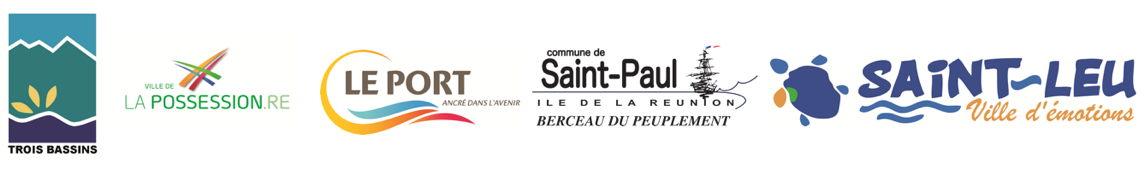 TROIS BASSINS
VILLE DE
LA POSSESSION.RE
LE PORT
ANCRÉ DANS L'AVENIR
commune de
Saint-Paul
ILE DE LA REUNION
BERCEAU DU PEUPLEMENT
SAiNT-LEU
Ville d'émotions